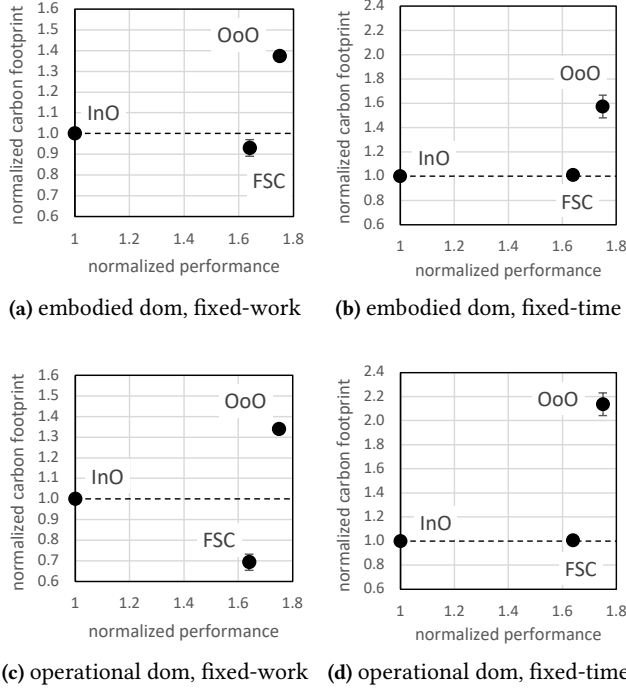 normalized carbon footprint
1.6
1.5
1.4
1.3
1.2
1.1
1.0
0.9
0.8
0.7
0.6
OoO
InO
FSC
1 1.2 1.4 1.6 1.8
normalized performance
(a) embodied dom, fixed-work
normalized carbon footprint
2.4
2.2
2.0
1.8
1.6
1.4
1.2
1.0
0.8
0.6
OoO
InO
FSC
1 1.2 1.4 1.6 1.8
normalized performance
(b) embodied dom, fixed-time
normalized carbon footprint
1.6
1.5
1.4
1.3
1.2
1.1
1.0
0.9
0.8
0.7
0.6
OoO
InO
FSC
1 1.2 1.4 1.6 1.8
normalized performance
(c) operational dom, fixed-work
normalized carbon footprint
2.4
2.2
2.0
1.8
1.6
1.4
1.2
1.0
0.8
0.6
OoO
InO
FSC
1 1.2 1.4 1.6 1.8
normalized performance
(d) operational dom, fixed-time